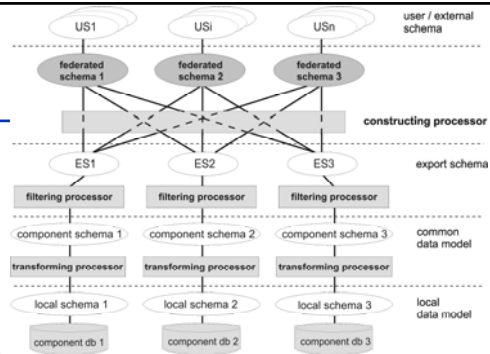 US1 USi USn user / external
schema
federated federated federated
schema 1 schema 2 schema 3
constructing processor
ES1 ES2 ES3 export schema
filtering processor filtering processor filtering processor
component schema 1 component schema 2 component schema 3 common
data model
transforming processor transforming processor transforming processor
local schema 1 local schema 2 local schema 3 local
data model
component db 1 component db 2 component db 3